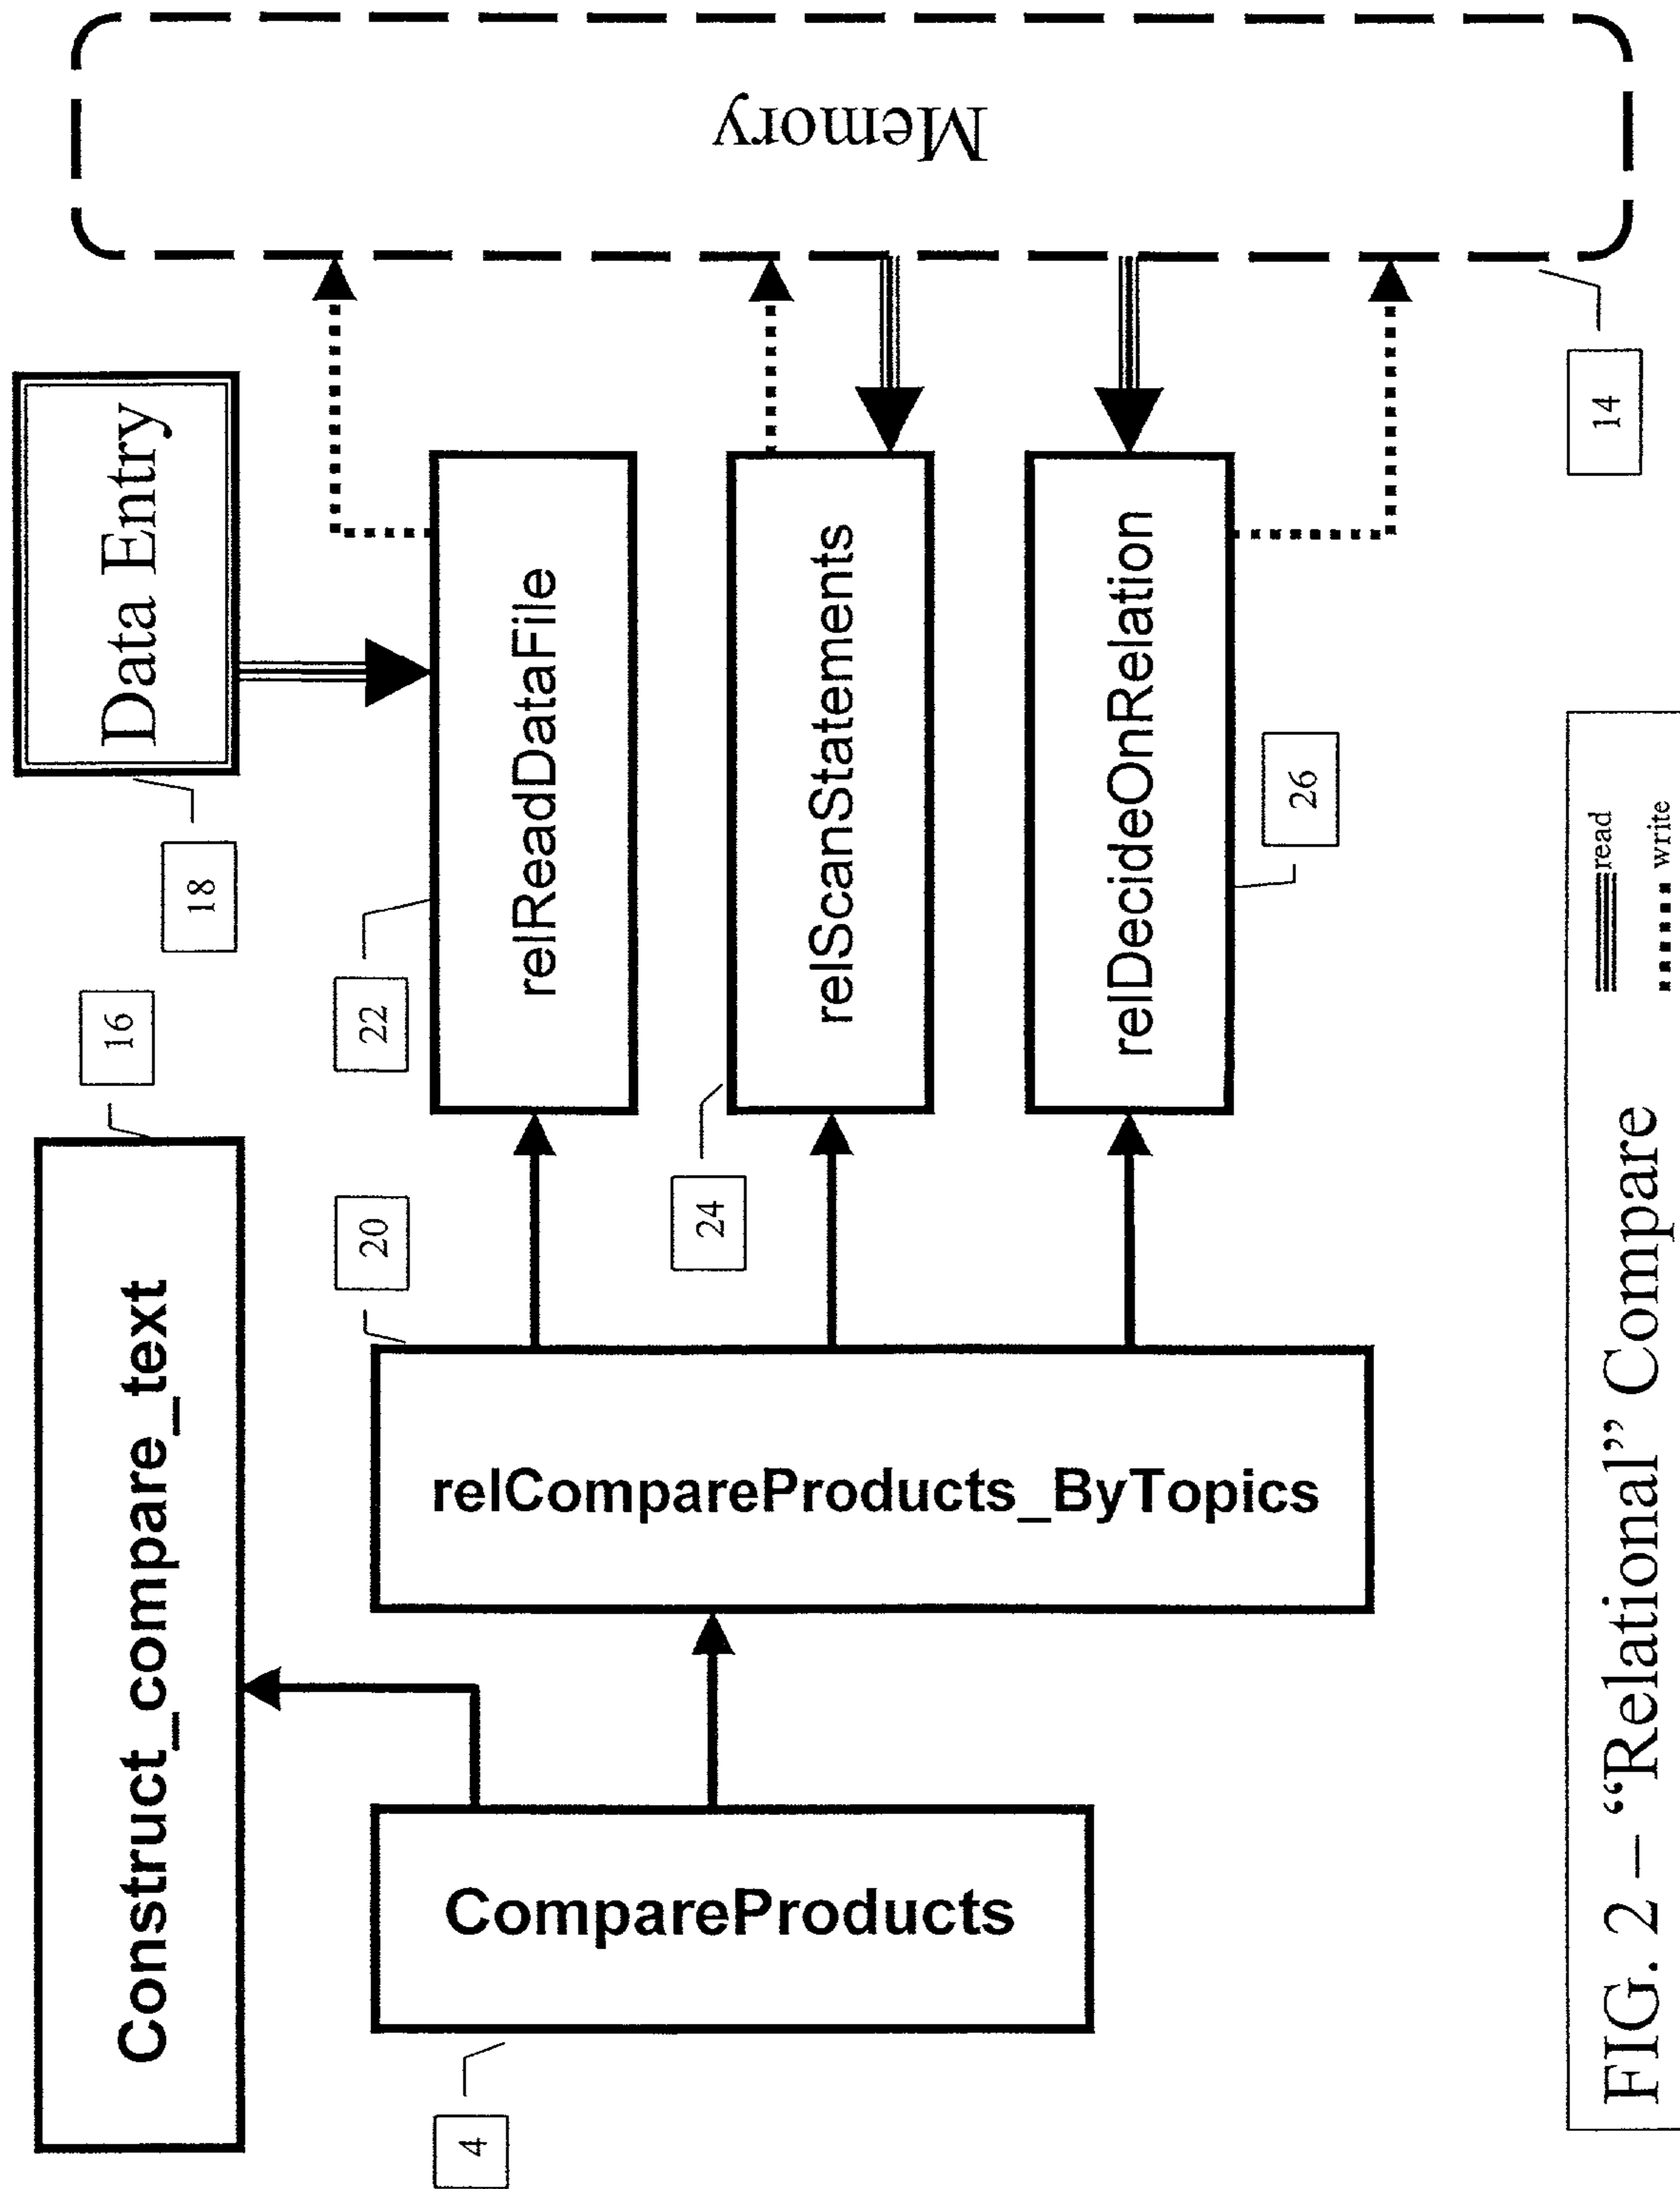 Construct_compare_text
16
Data Entry
18
CompareProducts
4
relCompareProducts_ByTopics
20
relReadDataFile
22
relScanStatements
24
relDecideOnRelation
26
Memory
14
FIG. 2 – “Relational” Compare
read
write